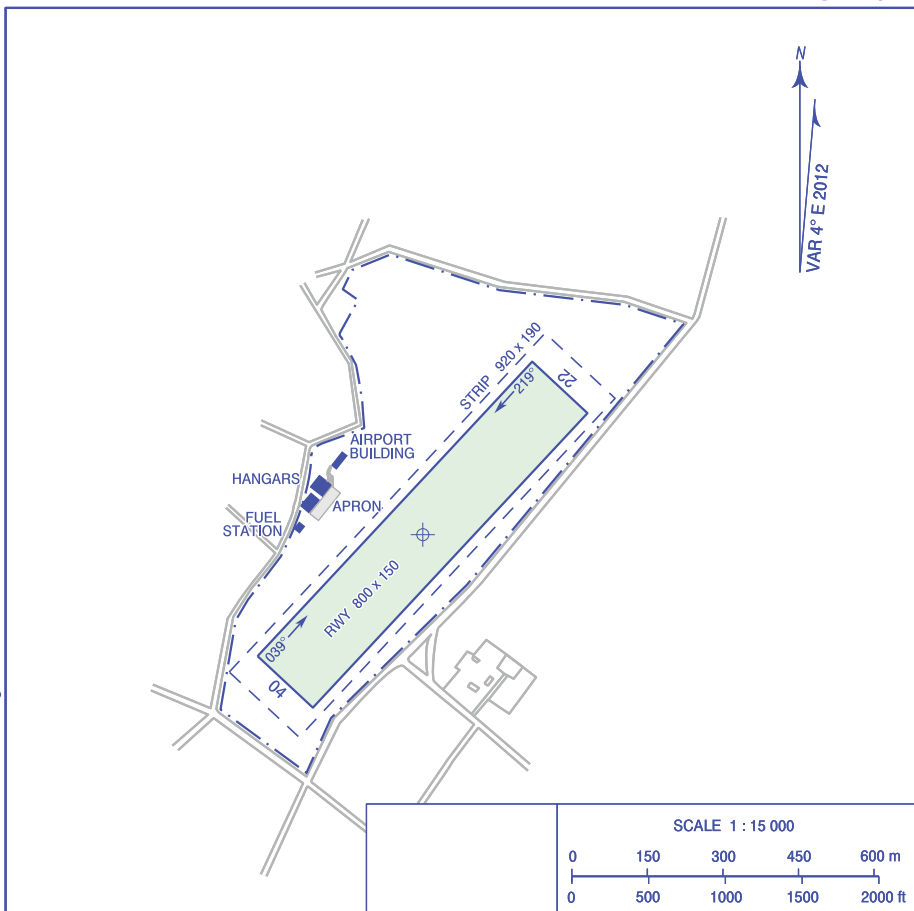 N
VAR 4° E 2012
STRIP 920 x 190
219°
22
AIRPORT
BUILDING
HANGARS
APRON
FUEL
STATION
RWY 800 x 150
039°
04
SCALE 1 : 15 000
0 150 300 450 600 m
0 500 1000 1500 2000 ft